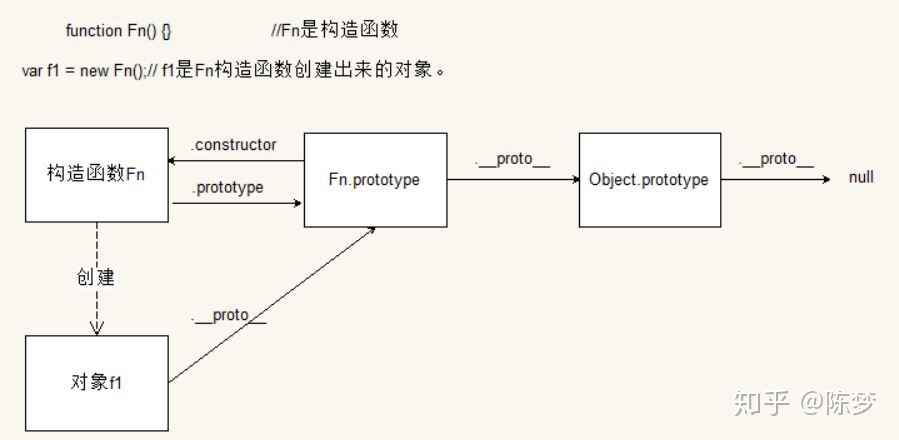 function Fn() {} //Fn是构造函数
var f1 = new Fn();// f1是Fn构造函数创建出来的对象。
构造函数Fn
.constructor
.prototype
Fn.prototype
.__proto__
Object.prototype
.__proto__
null
创建
.__proto__
对象f1
知乎 @陈梦